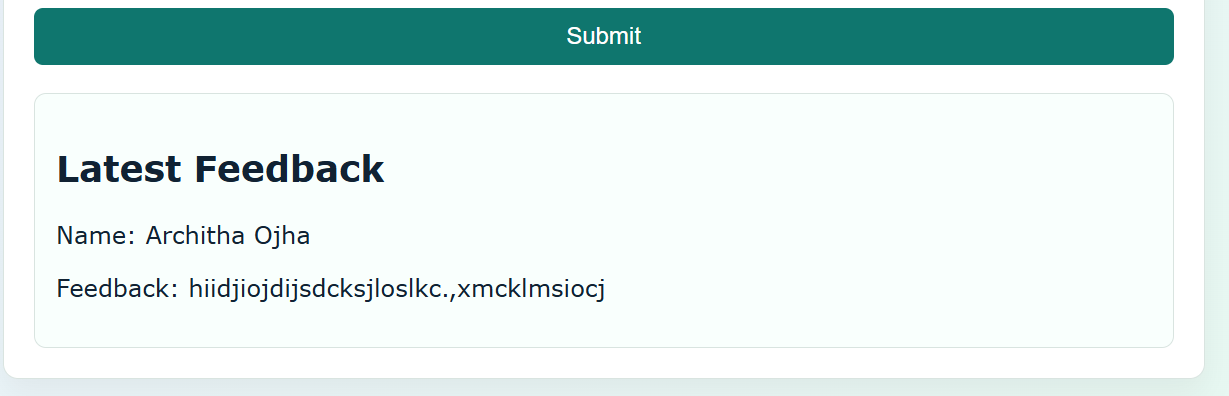 Submit
Latest Feedback
Name: Architha Ojha
Feedback: hiidjiojdijsdcksjloslkc.,xmcklmsiocj